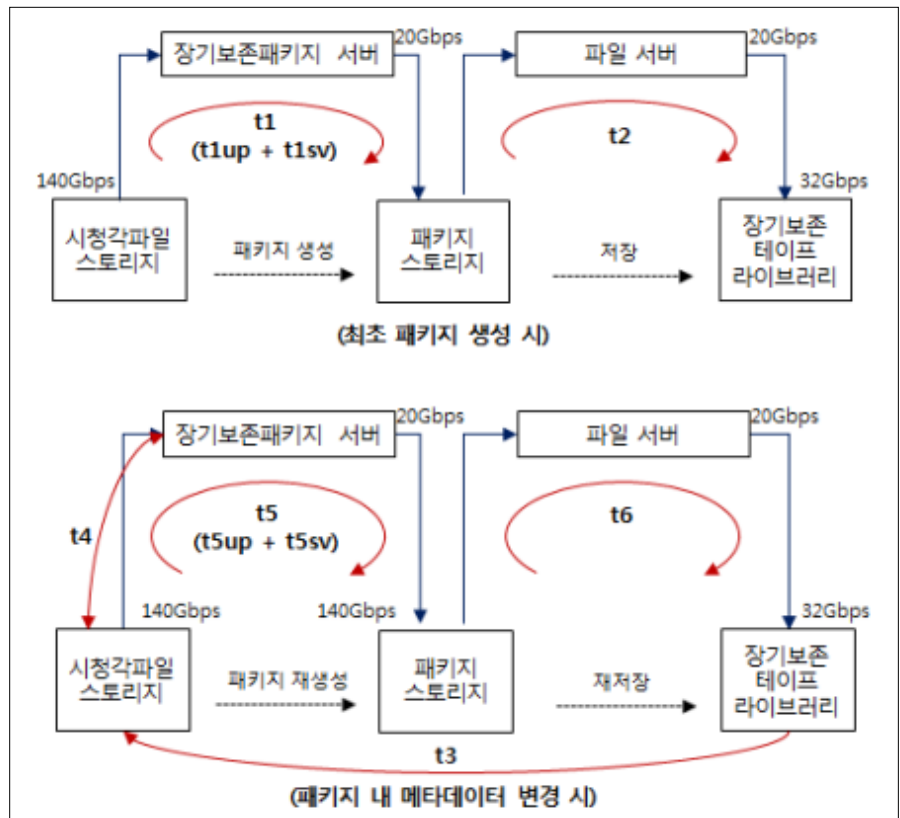 장기보존패키지 서버
20Gbps
파일 서버
20Gbps
t1
(t1up + t1sv)
t2
140Gbps
32Gbps
시청각파일
스토리지
패키지 생성
패키지
스토리지
저장
장기보존
테이프
라이브러리
(최초 패키지 생성 시)
장기보존패키지 서버
20Gbps
파일 서버
20Gbps
t4
t5
(t5up + t5sv)
t6
140Gbps
140Gbps
32Gbps
시청각파일
스토리지
패키지 재생성
패키지
스토리지
재저장
장기보존
테이프
라이브러리
t3
(패키지 내 메타데이터 변경 시)